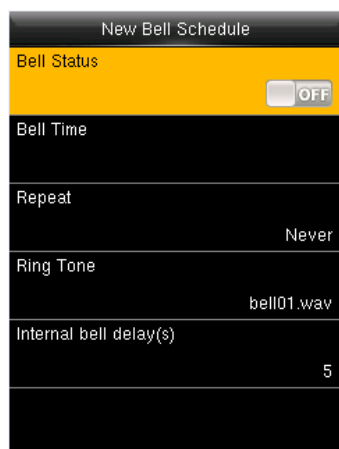 New Bell Schedule
Bell Status
OFF
Bell Time
Repeat
Never
Ring Tone
bell01.wav
Internal bell delay(s)
5